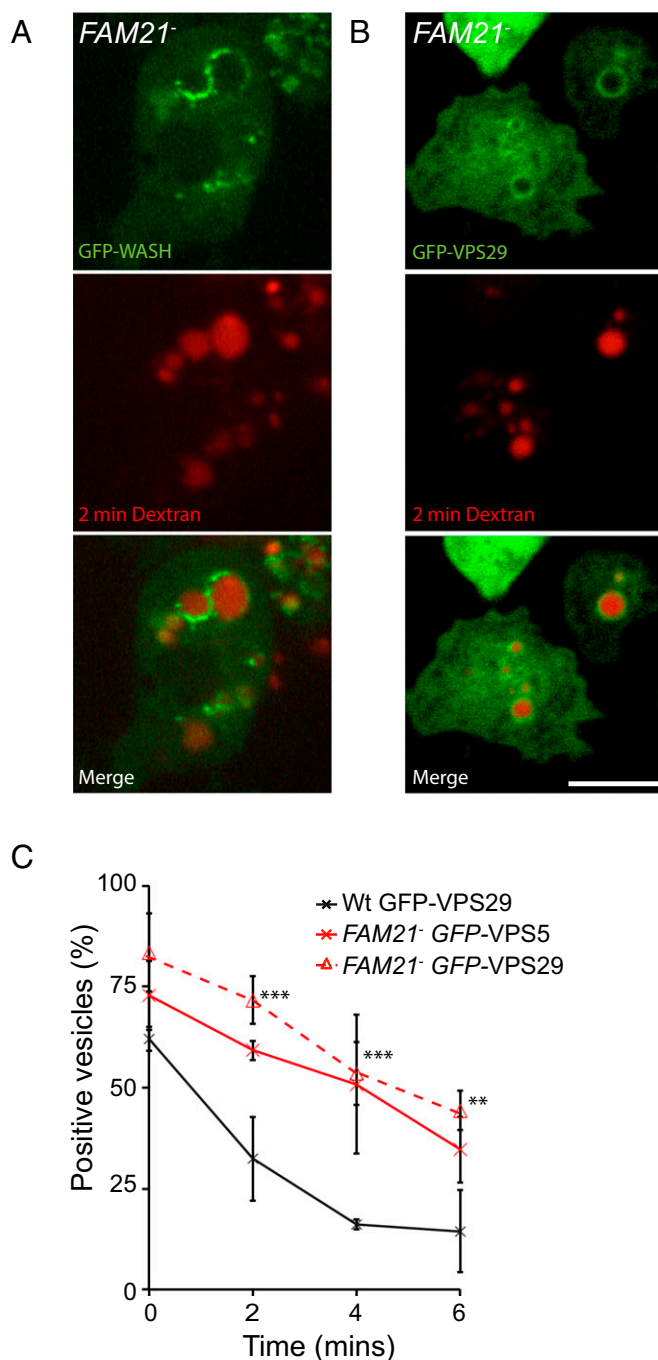 A
FAM21-
GFP-WASH
2 min Dextran
Merge
B
FAM21-
GFP-VPS29
2 min Dextran
Merge
C
100
75
50
25
0
Positive vesicles (%)
Wt GFP-VPS29
FAM21- GFP-VPS5
FAM21- GFP-VPS29
***
***
**
0 2 4 6
Time (mins)